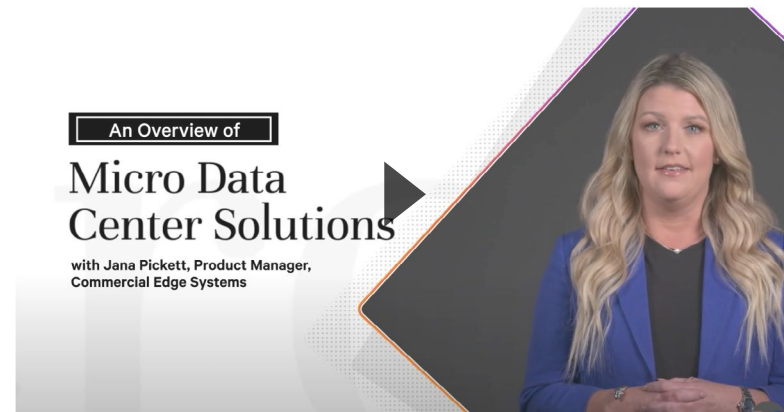 An Overview of
Micro Data
Center Solutions
with Jana Pickett, Product Manager,
Commercial Edge Systems